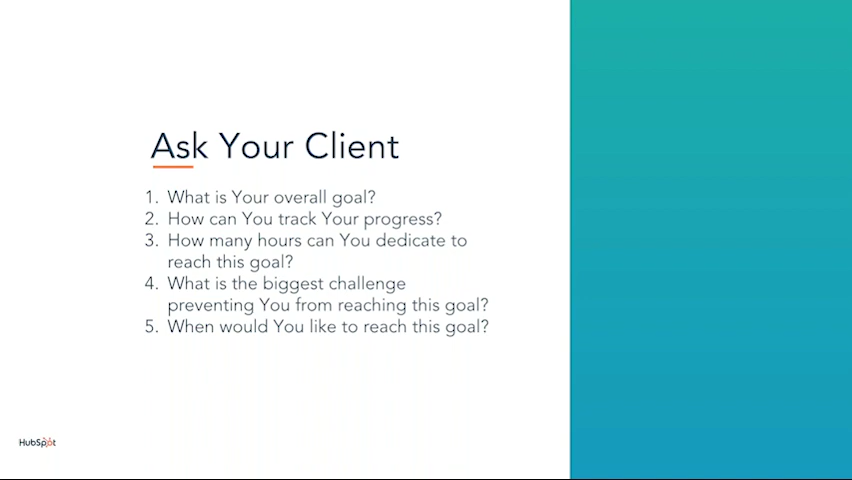 Ask Your Client
1. What is Your overall goal?
2. How can You track Your progress?
3. How many hours can You dedicate to
reach this goal?
4. What is the biggest challenge
preventing You from reaching this goal?
5. When would You like to reach this goal?
HubSpot